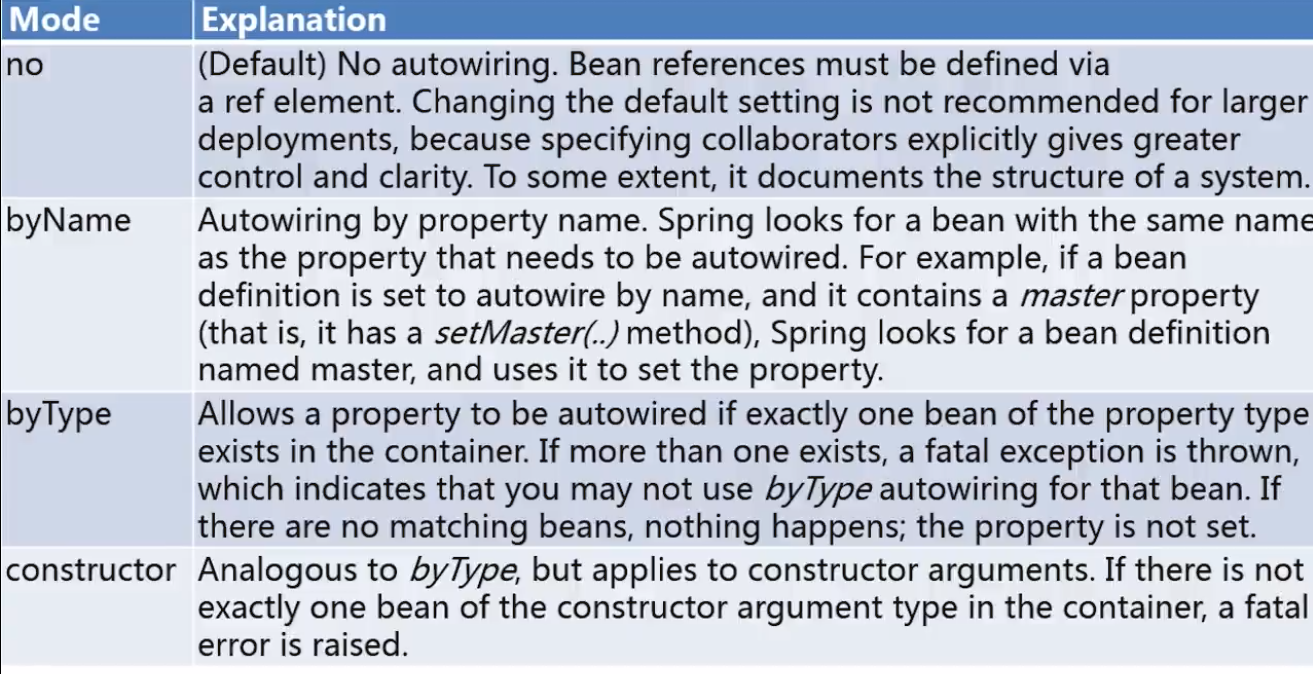 Mode Explanation
no (Default) No autowiring. Bean references must be defined via
a ref element. Changing the default setting is not recommended for larger
deployments, because specifying collaborators explicitly gives greater
control and clarity. To some extent, it documents the structure of a system.
byName Autowiring by property name. Spring looks for a bean with the same name
as the property that needs to be autowired. For example, if a bean
definition is set to autowire by name, and it contains a master property
(that is, it has a setMaster(..) method), Spring looks for a bean definition
named master, and uses it to set the property.
byType Allows a property to be autowired if exactly one bean of the property type
exists in the container. If more than one exists, a fatal exception is thrown,
which indicates that you may not use byType autowiring for that bean. If
there are no matching beans, nothing happens; the property is not set.
constructor Analogous to byType, but applies to constructor arguments. If there is not
exactly one bean of the constructor argument type in the container, a fatal
error is raised.